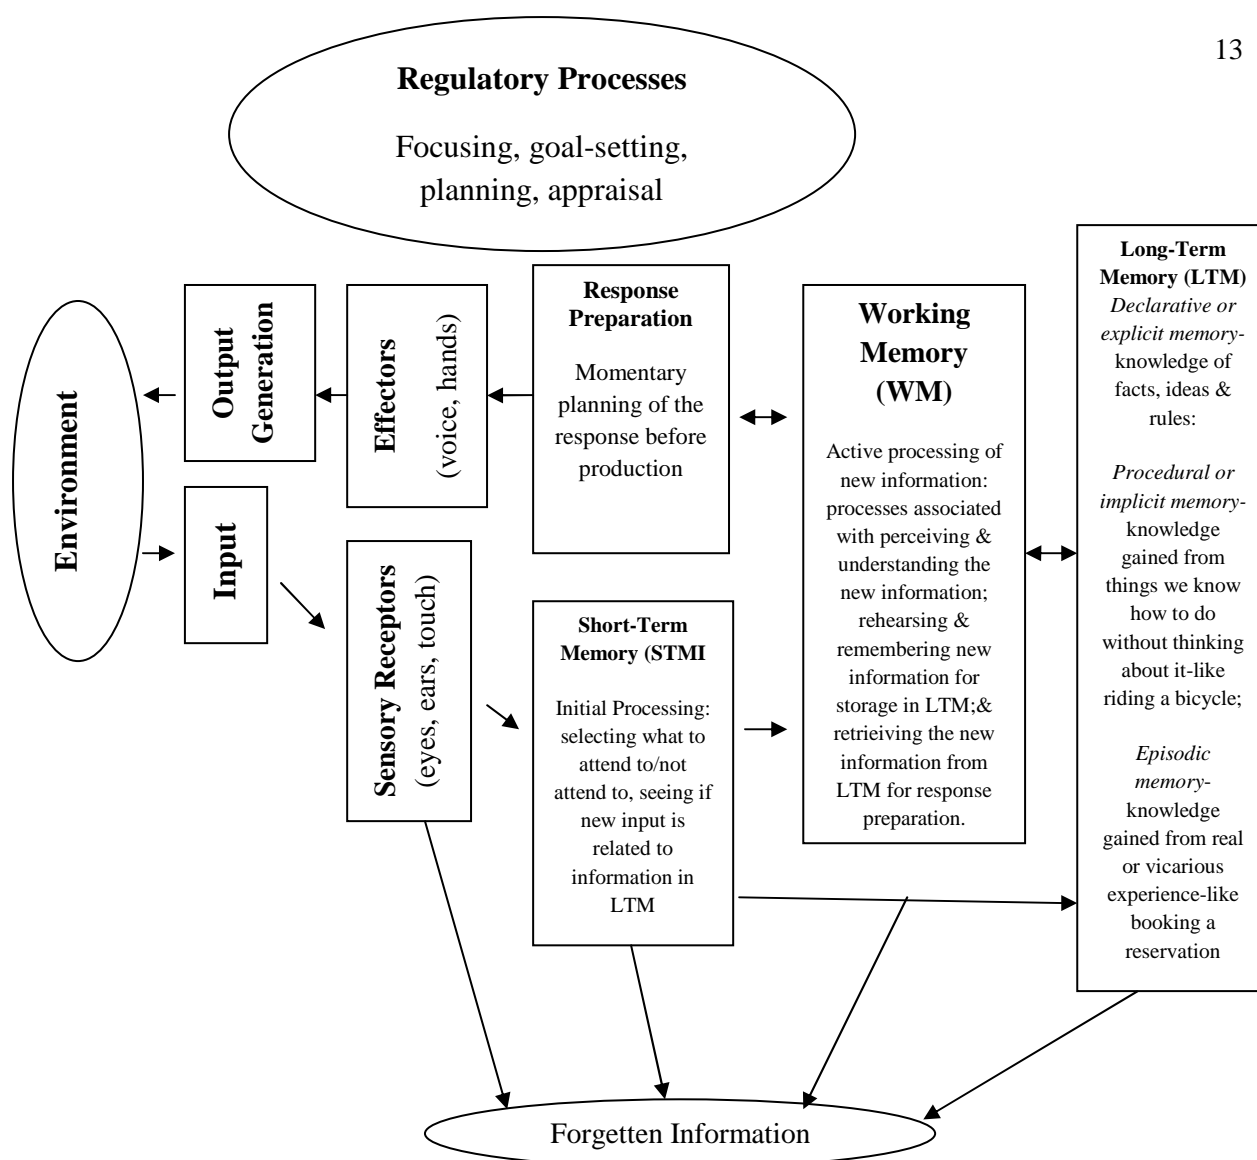 13
Regulatory Processes
Focusing, goal-setting,
planning, appraisal
Environment
Output
Generation
Input
Effectors
(voice, hands)
Sensory Receptors
(eyes, ears, touch)
Response
Preparation
Momentary
planning of the
response before
production
Short-Term
Memory (STMI
Initial Processing:
selecting what to
attend to/not
attend to, seeing if
new input is
related to
information in
LTM
Working
Memory
(WM)
Active processing of
new information:
processes associated
with perceiving &
understanding the
new information;
rehearsing &
remembering new
information for
storage in LTM;&
retrieiving the new
information from
LTM for response
preparation.
Long-Term
Memory (LTM)
Declarative or
explicit memory-
knowledge of
facts, ideas &
rules:
Procedural or
implicit memory-
knowledge
gained from
things we know
how to do
without thinking
about it-like
riding a bicycle;
Episodic
memory-
knowledge
gained from real
or vicarious
experience-like
booking a
reservation
Forgetten Information